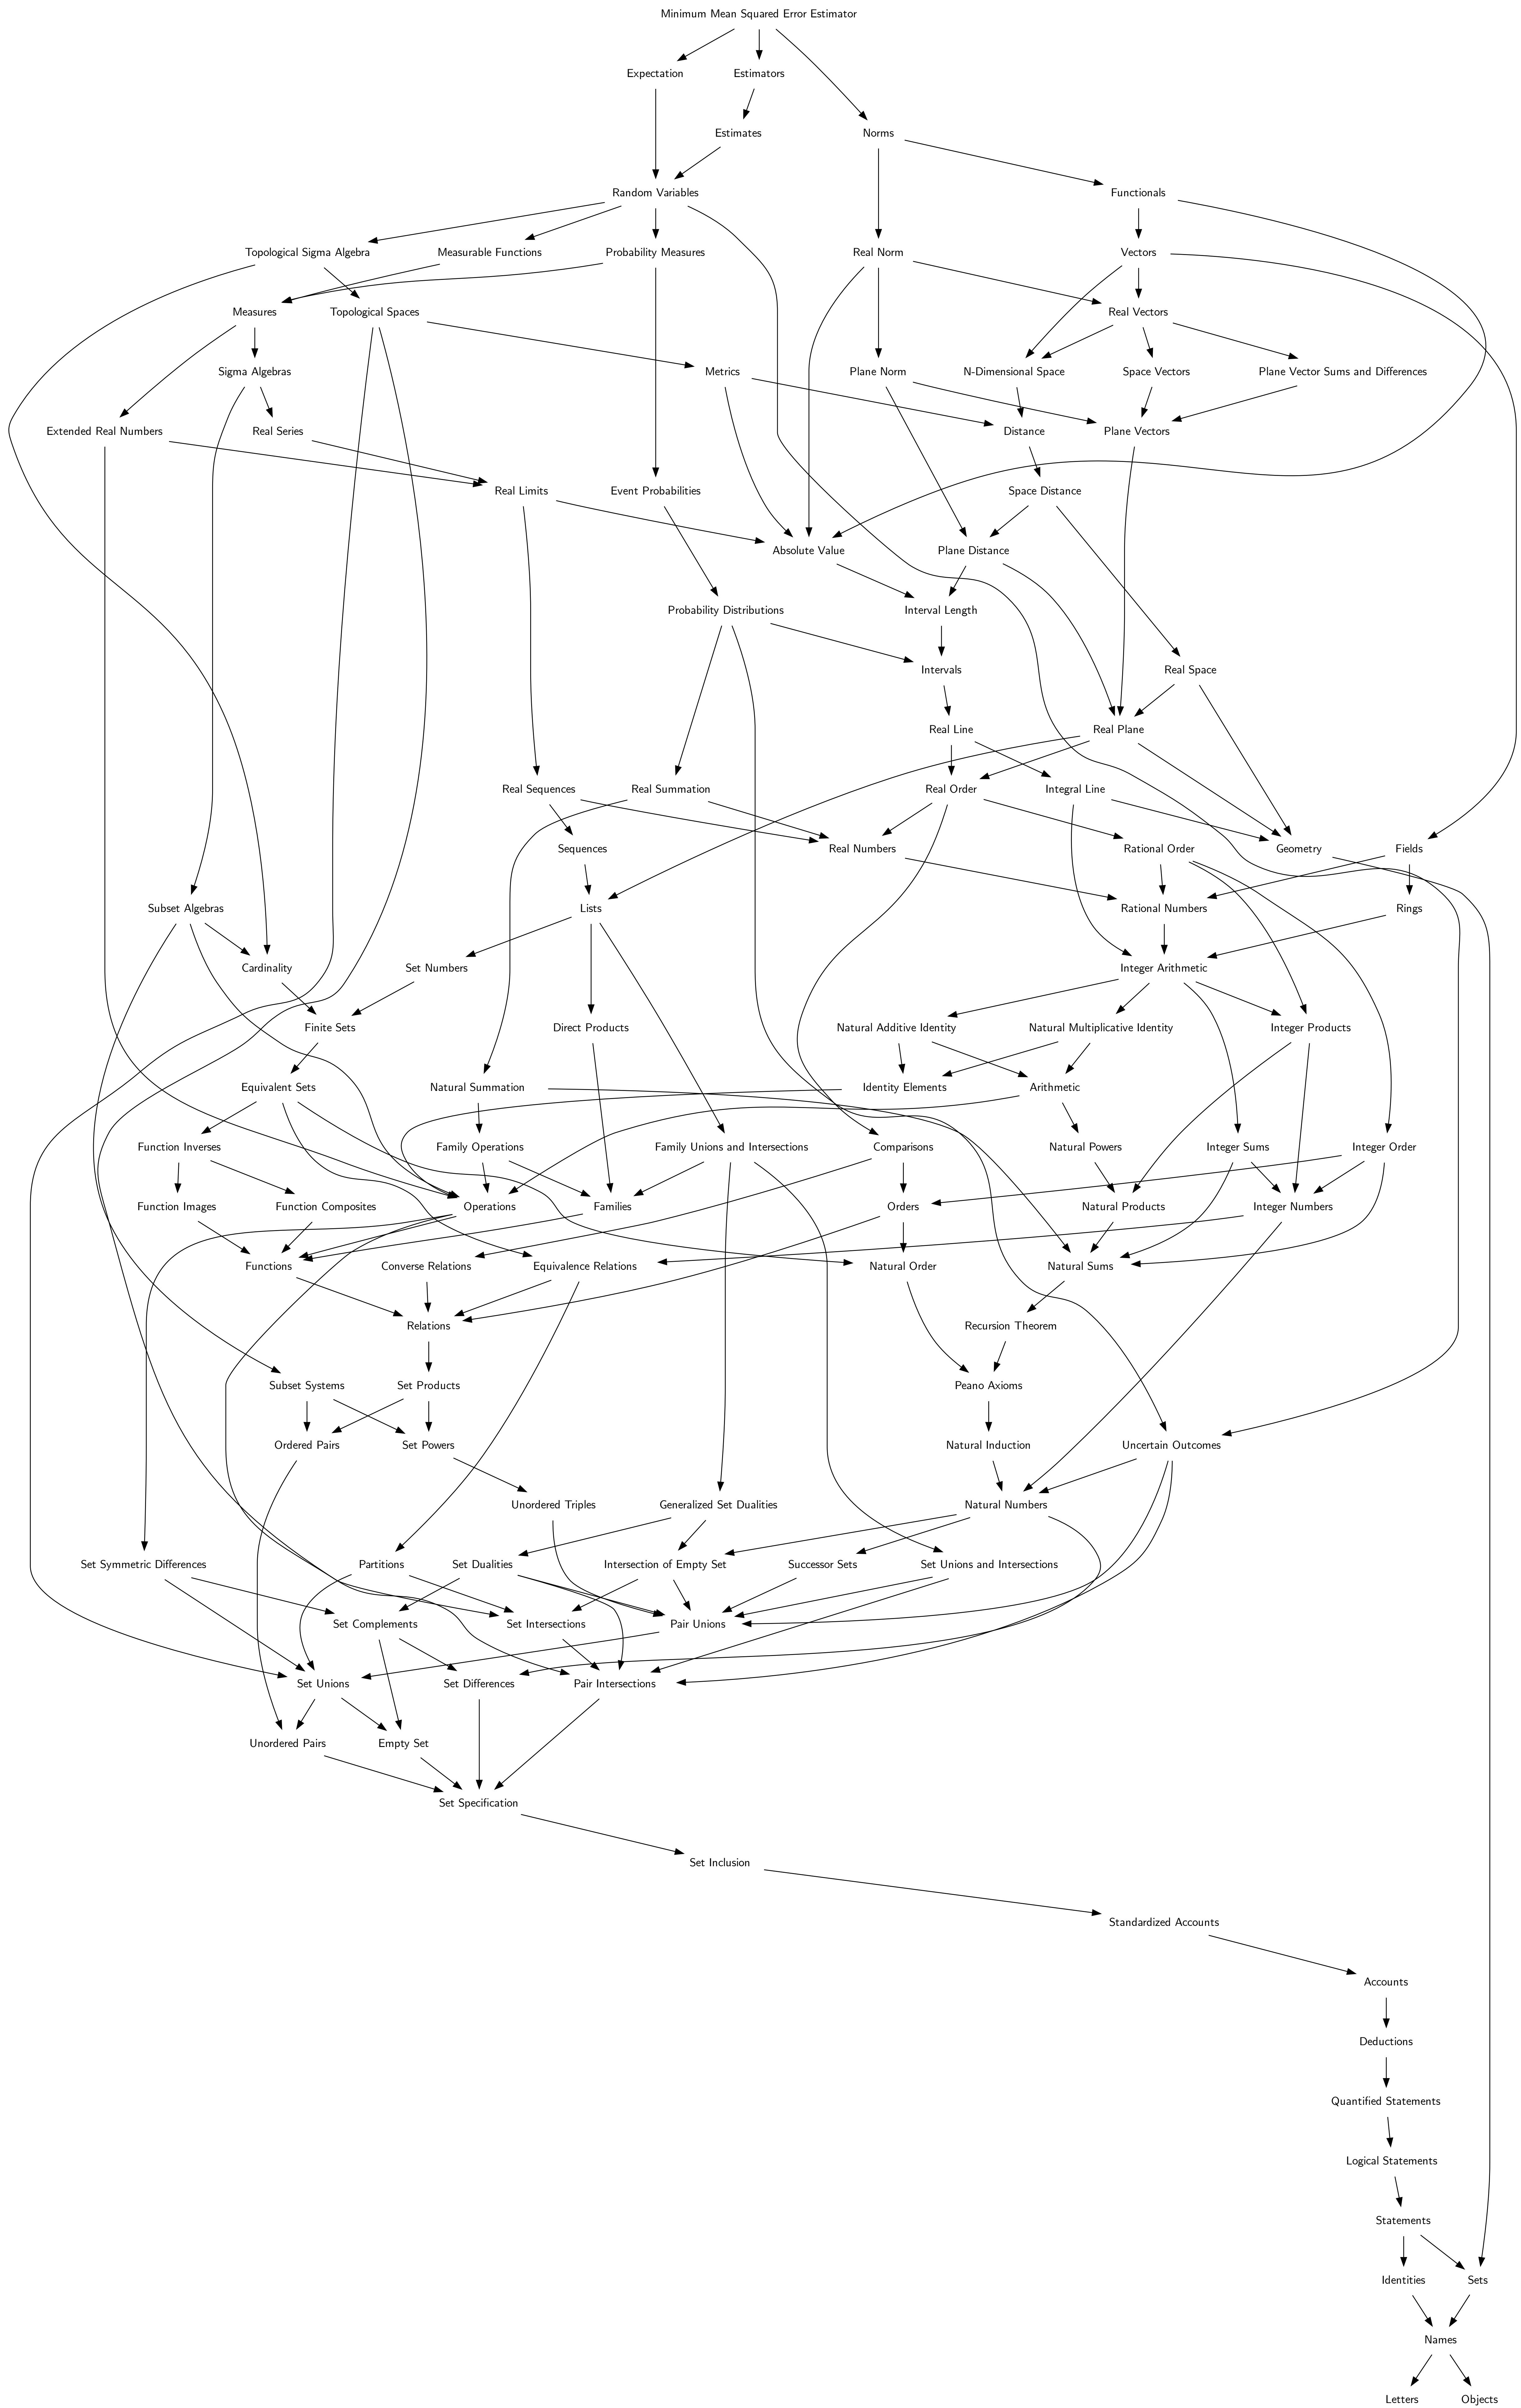 Minimum Mean Squared Error Estimator
Expectation
Estimators
Estimates
Norms
Random Variables
Functionals
Topological Sigma Algebra
Measurable Functions
Probability Measures
Real Norm
Vectors
Measures
Topological Spaces
Real Vectors
Sigma Algebras
Metrics
Plane Norm
N-Dimensional Space
Space Vectors
Plane Vector Sums and Differences
Extended Real Numbers
Real Series
Distance
Plane Vectors
Real Limits
Event Probabilities
Space Distance
Absolute Value
Plane Distance
Probability Distributions
Interval Length
Intervals
Real Space
Real Line
Real Plane
Real Sequences
Real Summation
Real Order
Integral Line
Sequences
Real Numbers
Rational Order
Geometry
Fields
Subset Algebras
Lists
Rational Numbers
Rings
Cardinality
Set Numbers
Integer Arithmetic
Finite Sets
Direct Products
Natural Additive Identity
Natural Multiplicative Identity
Integer Products
Equivalent Sets
Natural Summation
Identity Elements
Arithmetic
Function Inverses
Family Operations
Family Unions and Intersections
Comparisons
Natural Powers
Integer Sums
Integer Order
Function Images
Function Composites
Operations
Families
Orders
Natural Products
Integer Numbers
Functions
Converse Relations
Equivalence Relations
Natural Order
Natural Sums
Relations
Recursion Theorem
Subset Systems
Set Products
Peano Axioms
Ordered Pairs
Set Powers
Natural Induction
Uncertain Outcomes
Unordered Triples
Generalized Set Dualities
Natural Numbers
Set Symmetric Differences
Partitions
Set Dualities
Intersection of Empty Set
Successor Sets
Set Unions and Intersections
Set Complements
Set Intersections
Pair Unions
Set Unions
Set Differences
Pair Intersections
Unordered Pairs
Empty Set
Set Specification
Set Inclusion
Standardized Accounts
Accounts
Deductions
Quantified Statements
Logical Statements
Statements
Identities
Sets
Names
Letters
Objects